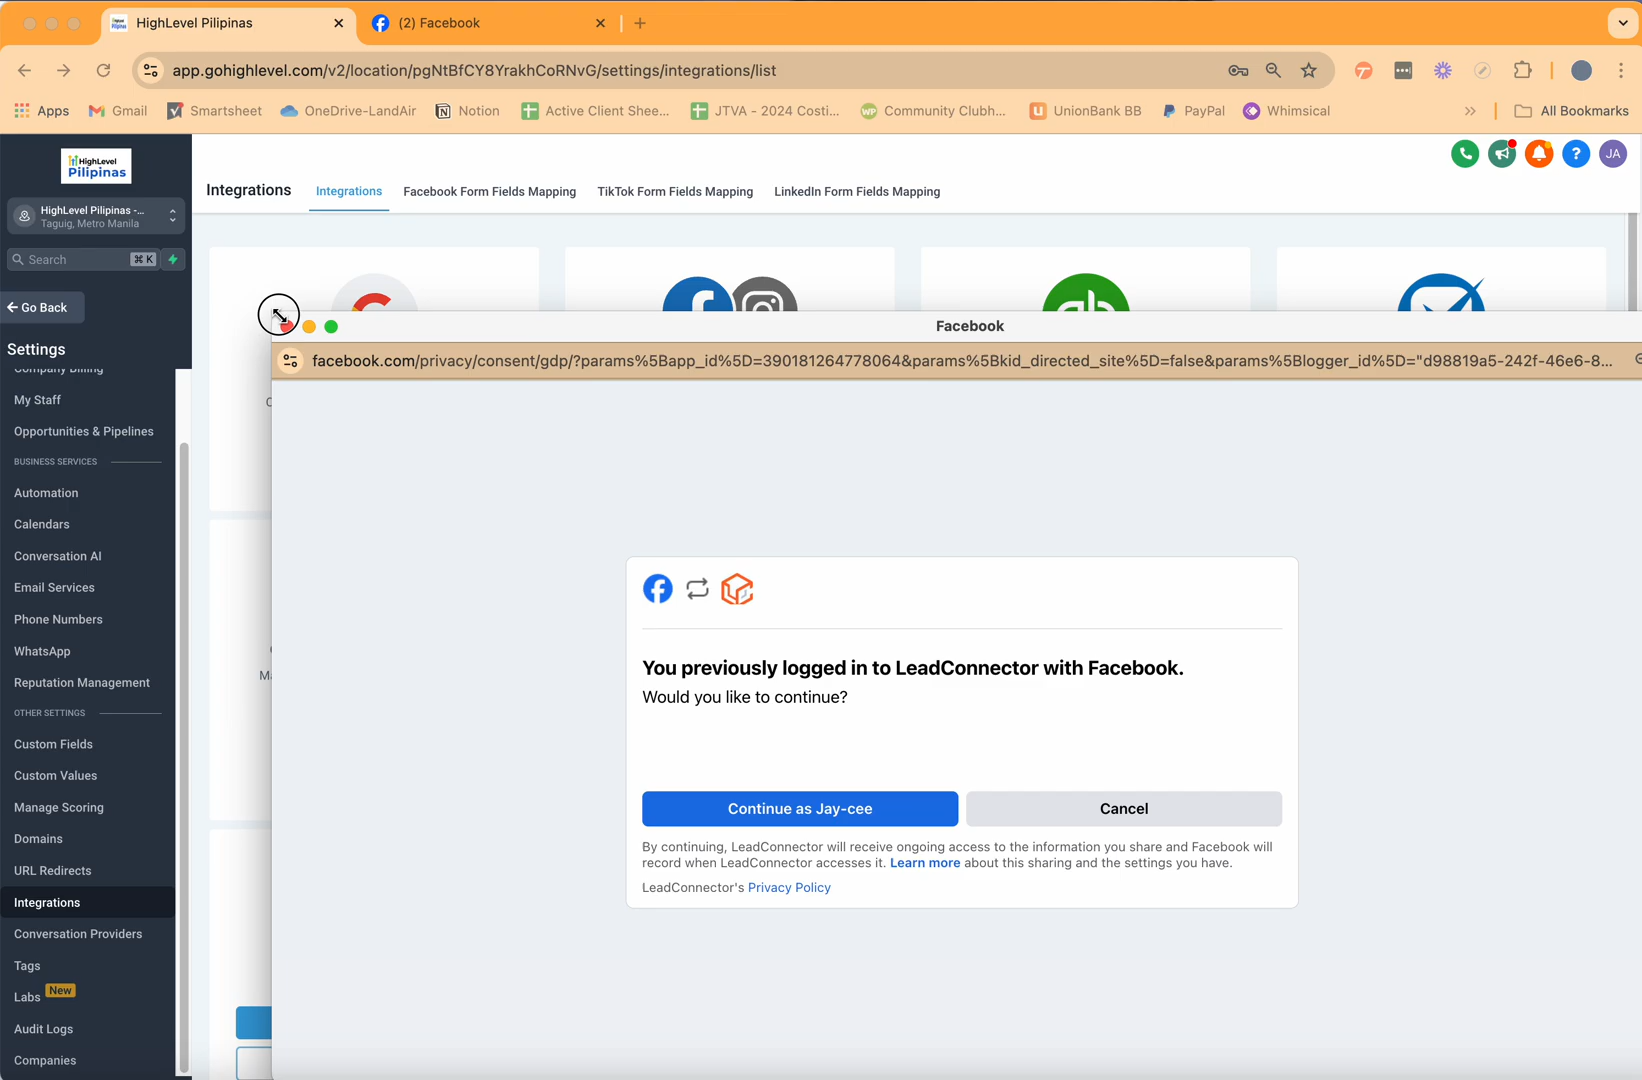 HighLevel Pilipinas
(2) Facebook
app.gohighlevel.com/v2/location/pgNtBfCY8YrakhCoRNvG/settings/integrations/list
Apps
Gmail
Smartsheet
OneDrive-LandAir
Notion
Active Client Shee...
JTVA - 2024 Costi...
Community Clubh...
UnionBank BB
PayPal
Whimsical
All Bookmarks
HighLevel
Pilipinas
HighLevel Pilipinas -...
Taguig, Metro Manila
Search
⌘ K
Go Back
Settings
Company Billing
My Staff
Opportunities & Pipelines
BUSINESS SERVICES
Automation
Calendars
Conversation AI
Email Services
Phone Numbers
WhatsApp
Reputation Management
OTHER SETTINGS
Custom Fields
Custom Values
Manage Scoring
Domains
URL Redirects
Integrations
Conversation Providers
Tags
Labs New
Audit Logs
Companies
Integrations
Integrations
Facebook Form Fields Mapping
TikTok Form Fields Mapping
LinkedIn Form Fields Mapping
JA
qb
Facebook
facebook.com/privacy/consent/gdp/?params%5Bapp_id%5D=390181264778064&params%5Bkid_directed_site%5D=false&params%5Blogger_id%5D="d98819a5-242f-46e6-8...
You previously logged in to LeadConnector with Facebook.
Would you like to continue?
Continue as Jay-cee
Cancel
By continuing, LeadConnector will receive ongoing access to the information you share and Facebook will
record when LeadConnector accesses it. Learn more about this sharing and the settings you have.
LeadConnector's Privacy Policy